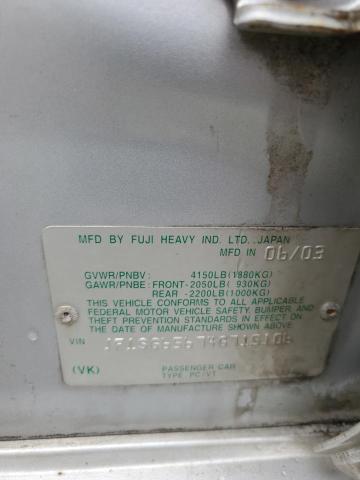 MFD BY FUJI HEAVY IND. LTD. JAPAN
MFD IN 06/03
GVWR/PNBV : 4150LB(1880KG)
GAWR/PNBE : FRONT-2050LB( 930KG)
REAR -2200LB(1000KG)
THIS VEHICLE CONFORMS TO ALL APPLICABLE
FEDERAL MOTOR VEHICLE SAFETY, BUMPER, AND
THEFT PREVENTION STANDARDS IN EFFECT ON
THE DATE OF MANUFACTURE SHOWN ABOVE.
VIN
(VK) PASSENGER CAR
TYPE PC/VT